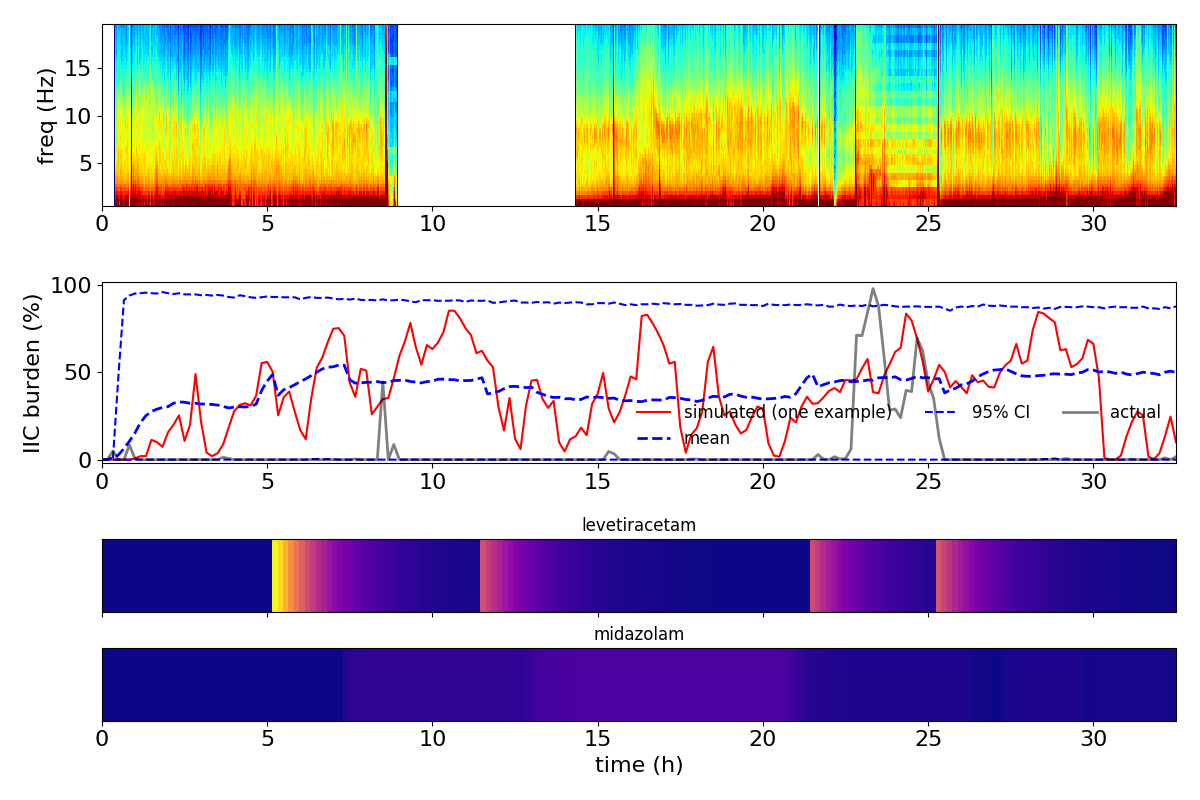 freq (Hz)
15
10
5
0 5 10 15 20 25 30
IIC burden (%)
100
50
0
simulated (one example) 95% CI actual
mean
0 5 10 15 20 25 30
levetiracetam
midazolam
0 5 10 15 20 25 30
time (h)